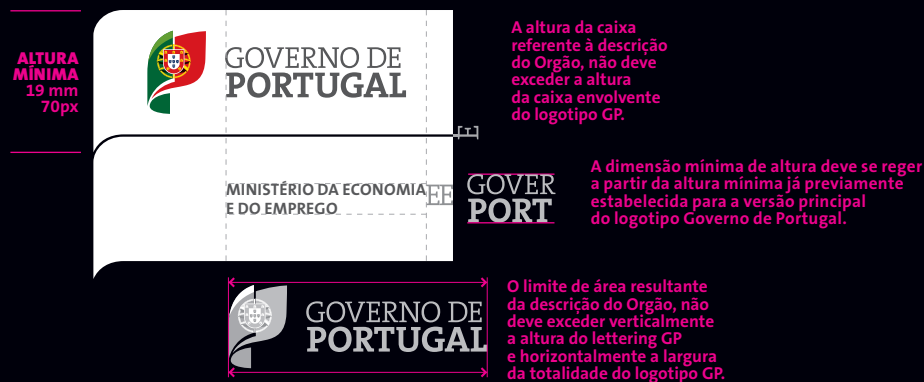 ALTURA
MÍNIMA
19 mm
70px
GOVERNO DE
PORTUGAL
A altura da caixa
referente à descrição
do Orgão, não deve
exceder a altura
da caixa envolvente
do logotipo GP.
E
MINISTÉRIO DA ECONOMIA
E DO EMPREGO
EE
GOVER
PORT
A dimensão mínima de altura deve se reger
a partir da altura mínima já previamente
estabelecida para a versão principal
do logotipo Governo de Portugal.
GOVERNO DE
PORTUGAL
O limite de área resultante
da descrição do Orgão, não
deve exceder verticalmente
a altura do lettering GP
e horizontalmente a largura
da totalidade do logotipo GP.